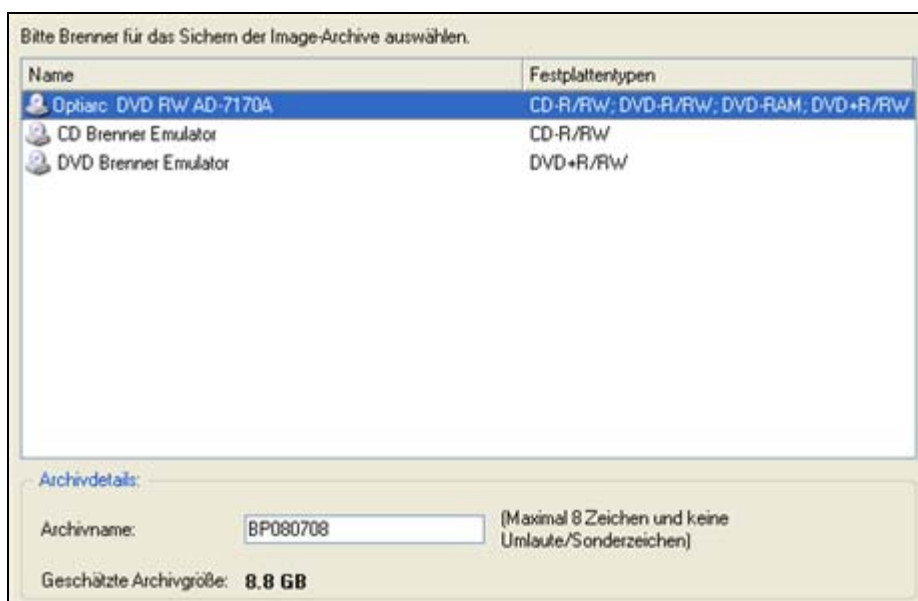 Bitte Brenner für das Sichern der Image-Archive auswählen.
Name Festplattentypen
Optiarc DVD RW AD-7170A CD-R/RW; DVD-R/RW; DVD-RAM; DVD+R/RW
CD Brenner Emulator CD-R/RW
DVD Brenner Emulator DVD+R/RW
Archivdetails:
Archivname: BP080708 (Maximal 8 Zeichen und keine
Umlaute/Sonderzeichen)
Geschätzte Archivgröße: 8.8 GB